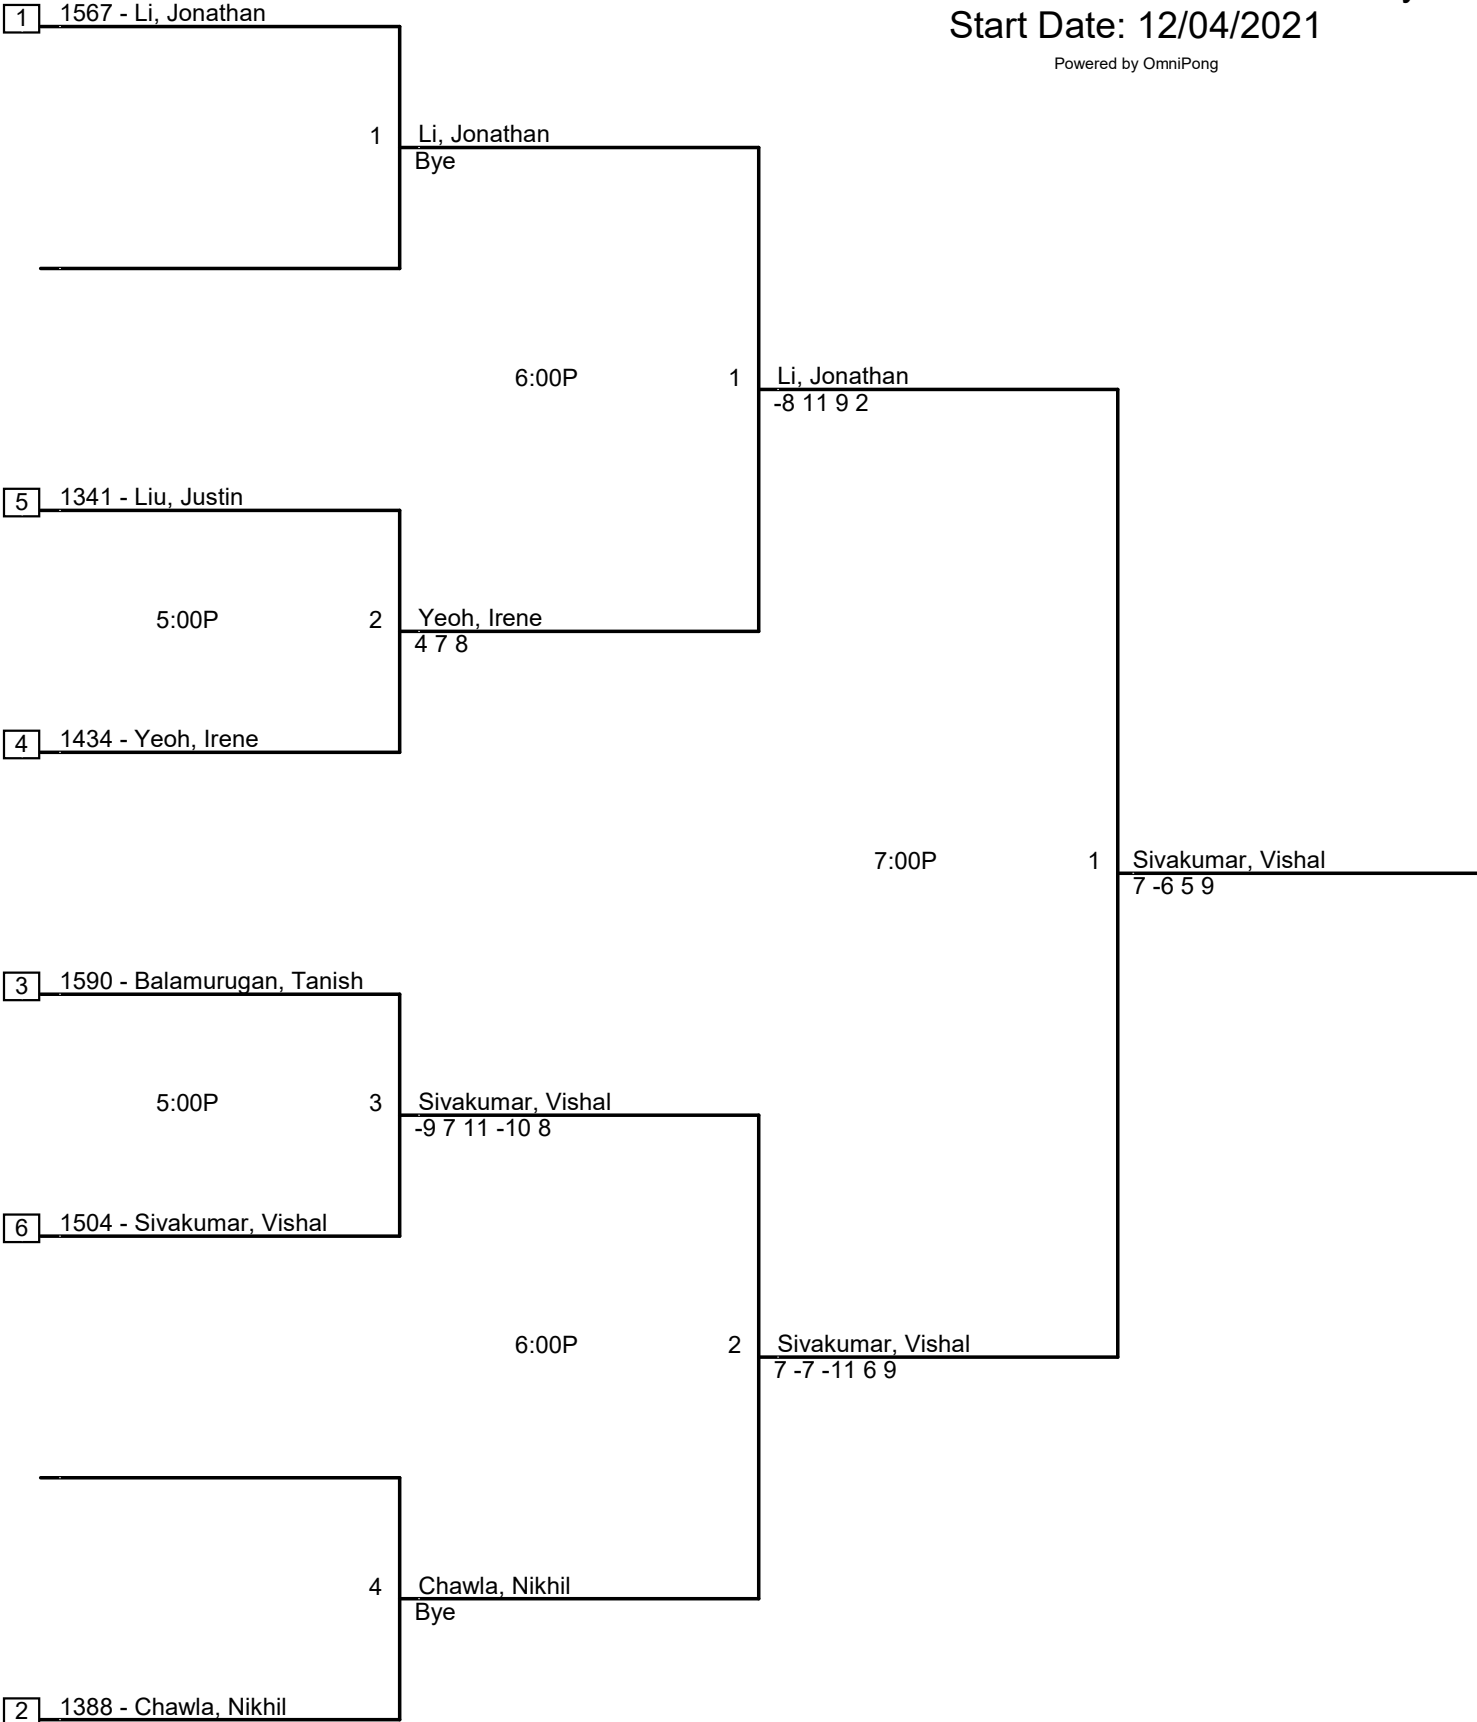 1 1567 - Li, Jonathan
Start Date: 12/04/2021
Powered by OmniPong
1 Li, Jonathan
Bye
6:00P 1 Li, Jonathan
-8 11 9 2
5 1341 - Liu, Justin
5:00P 2 Yeoh, Irene
4 7 8
4 1434 - Yeoh, Irene
7:00P 1 Sivakumar, Vishal
7 -6 5 9
3 1590 - Balamurugan, Tanish
5:00P 3 Sivakumar, Vishal
-9 7 11 -10 8
6 1504 - Sivakumar, Vishal
6:00P 2 Sivakumar, Vishal
7 -7 -11 6 9
4 Chawla, Nikhil
Bye
2 1388 - Chawla, Nikhil